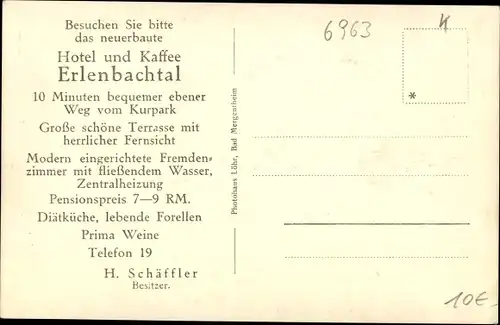 Besuchen Sie bitte
das neuerbaute
Hotel und Kaffee
Erlenbachtal
10 Minuten bequemer ebener
Weg vom Kurpark
Große schöne Terrasse mit
herrlicher Fernsicht
Modern eingerichtete Fremden-
zimmer mit fließendem Wasser,
Zentralheizung
Pensionspreis 7—9 RM.
Diätküche, lebende Forellen
Prima Weine
Telefon 19
H. Schäffler
Besitzer.
Photohaus Löhr, Bad Mergentheim
6963
*
10€